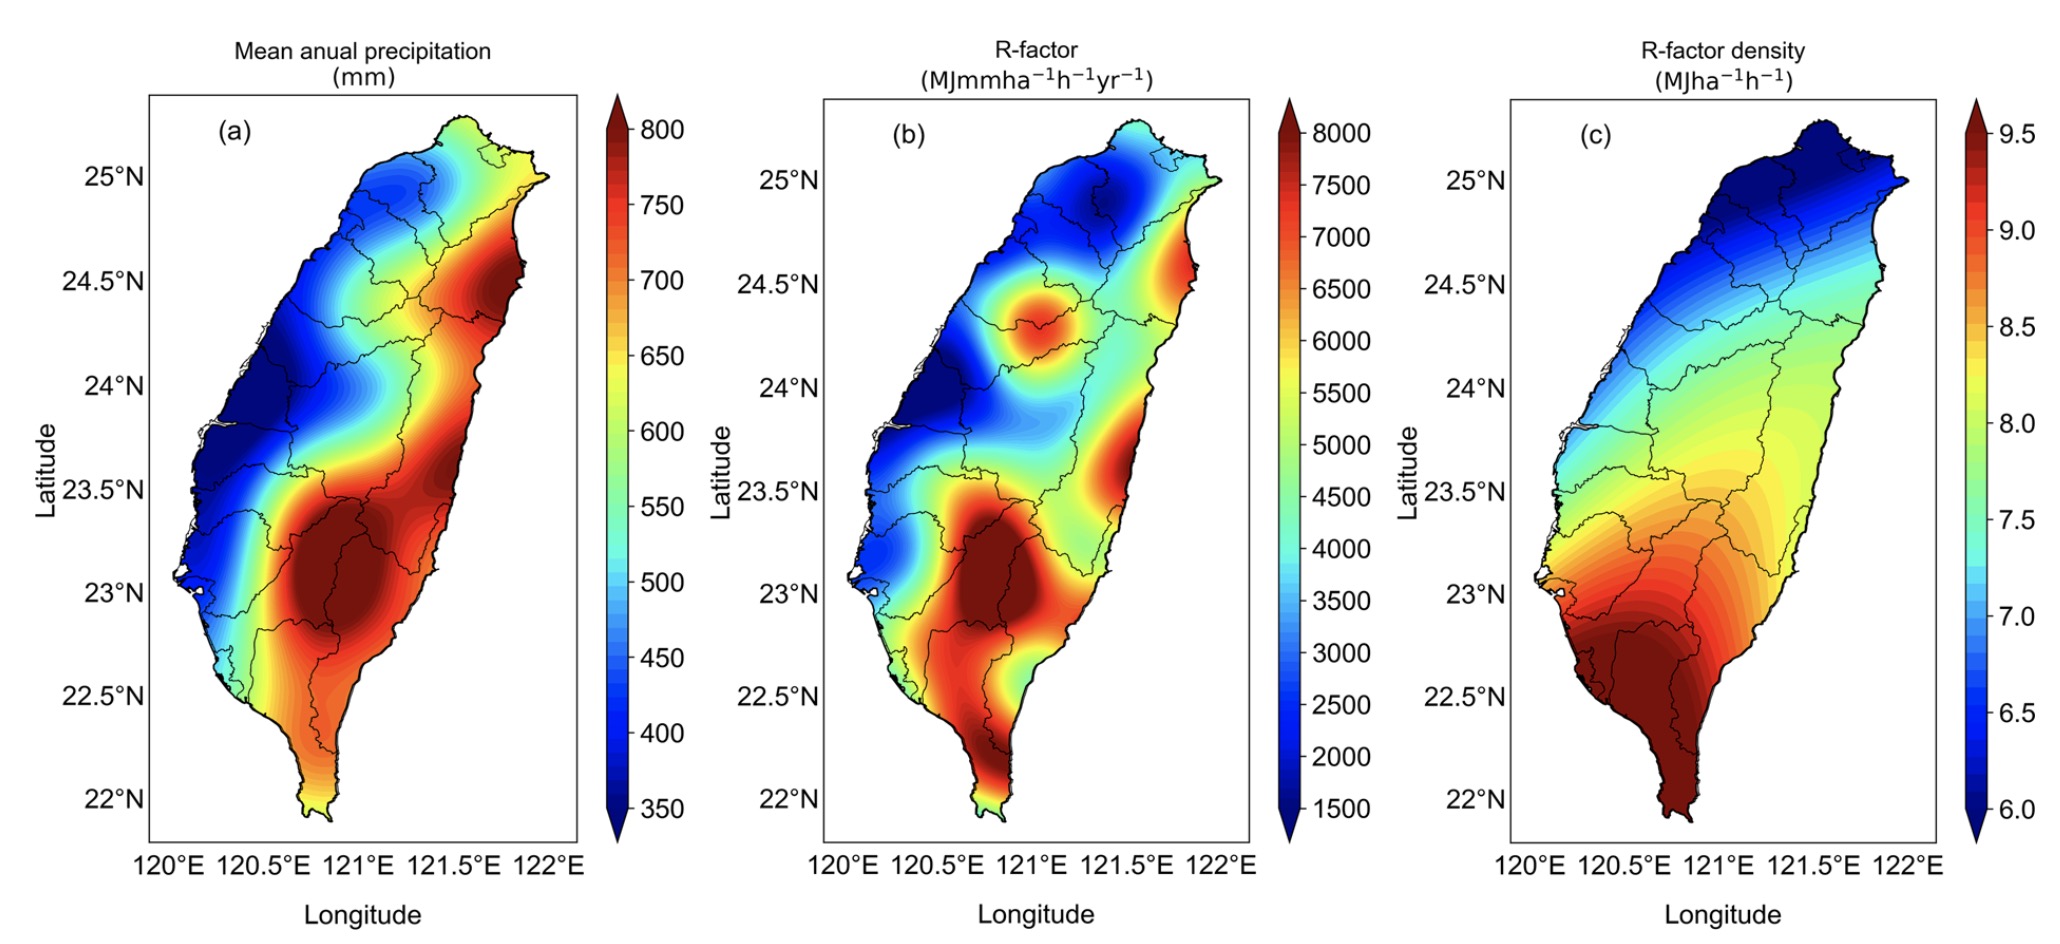 Mean anual precipitation
(mm)
(a)
25°N
24.5°N
24°N
23.5°N
23°N
22.5°N
22°N
Latitude
120°E 120.5°E 121°E 121.5°E 122°E
Longitude
800
750
700
650
600
550
500
450
400
350
R-factor
(MJmmha⁻¹h⁻¹yr⁻¹)
(b)
25°N
24.5°N
24°N
23.5°N
23°N
22.5°N
22°N
Latitude
120°E 120.5°E 121°E 121.5°E 122°E
Longitude
8000
7500
7000
6500
6000
5500
5000
4500
4000
3500
3000
2500
2000
1500
R-factor density
(MJha⁻¹h⁻¹)
(c)
25°N
24.5°N
24°N
23.5°N
23°N
22.5°N
22°N
Latitude
120°E 120.5°E 121°E 121.5°E 122°E
Longitude
9.5
9.0
8.5
8.0
7.5
7.0
6.5
6.0